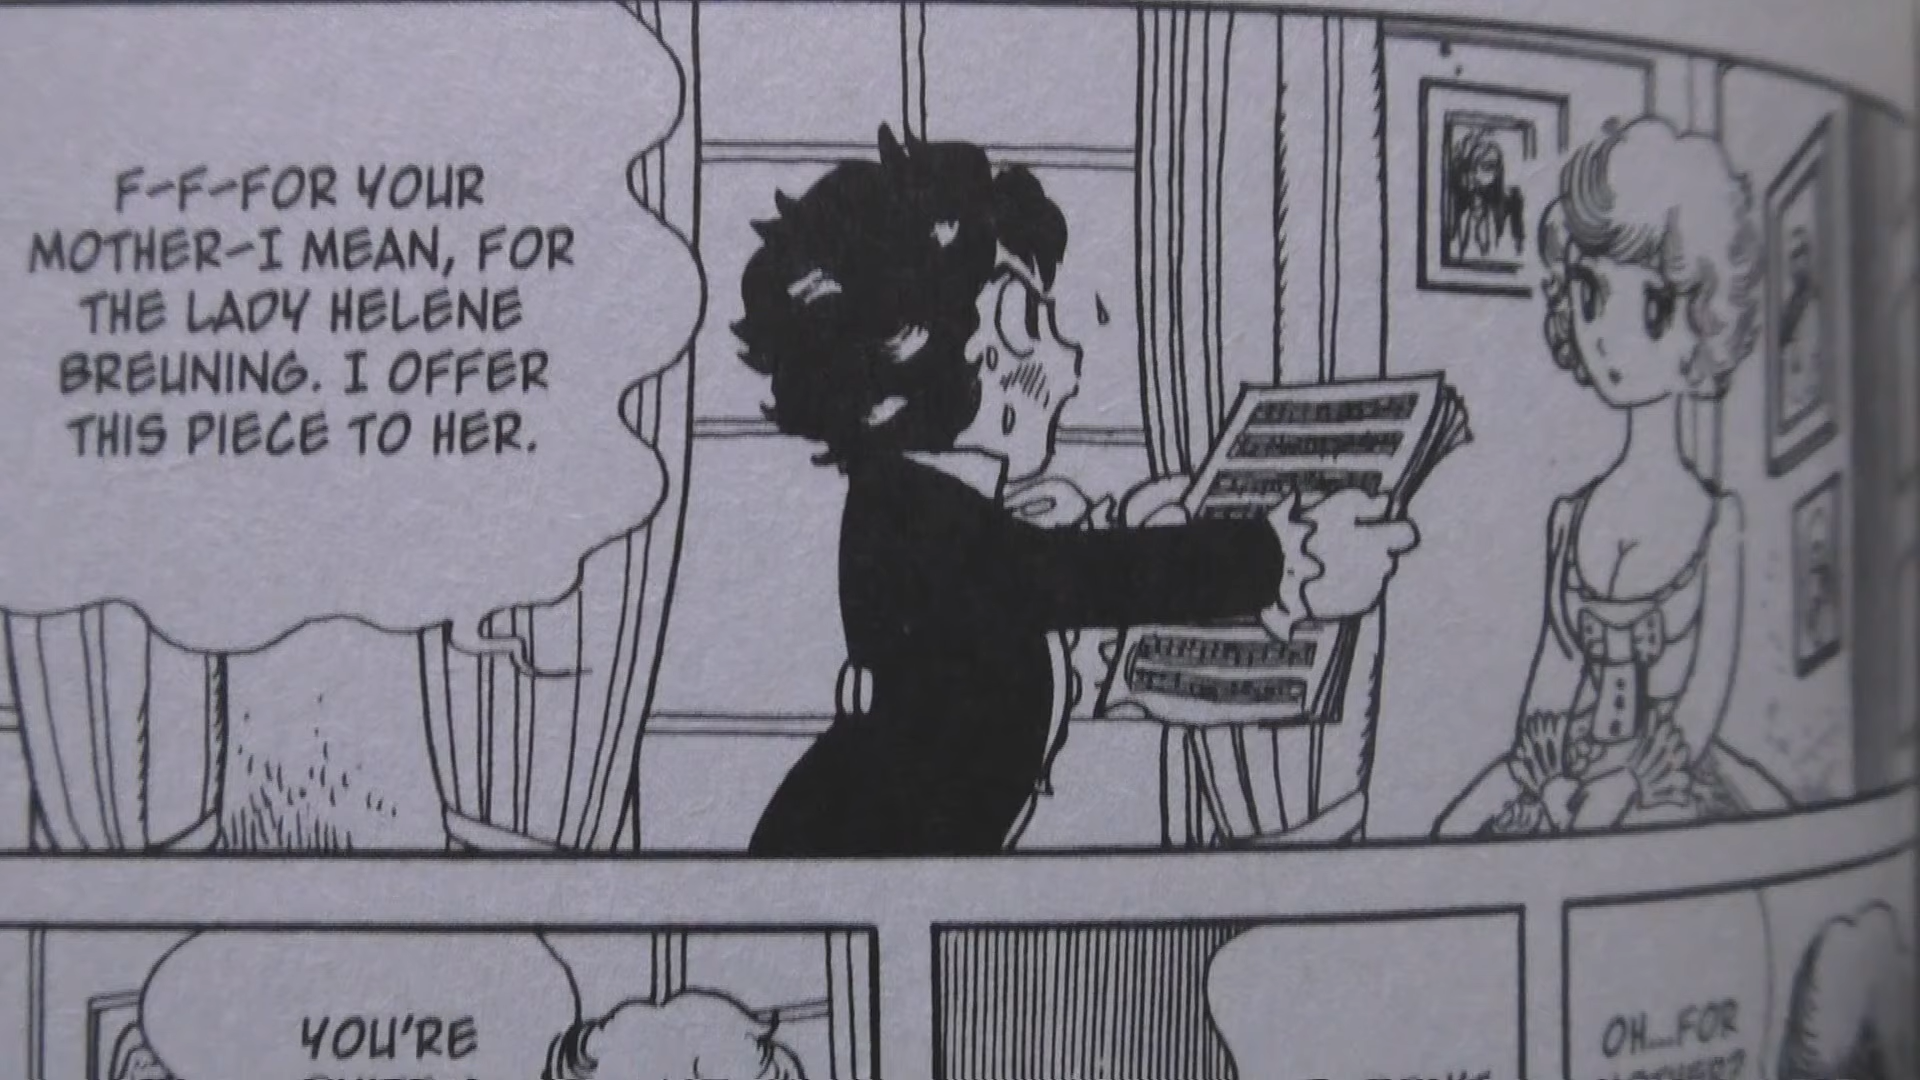 F-F-FOR YOUR
MOTHER-I MEAN, FOR
THE LADY HELENE
BREUNING. I OFFER
THIS PIECE TO HER.
YOU'RE
OH...FOR